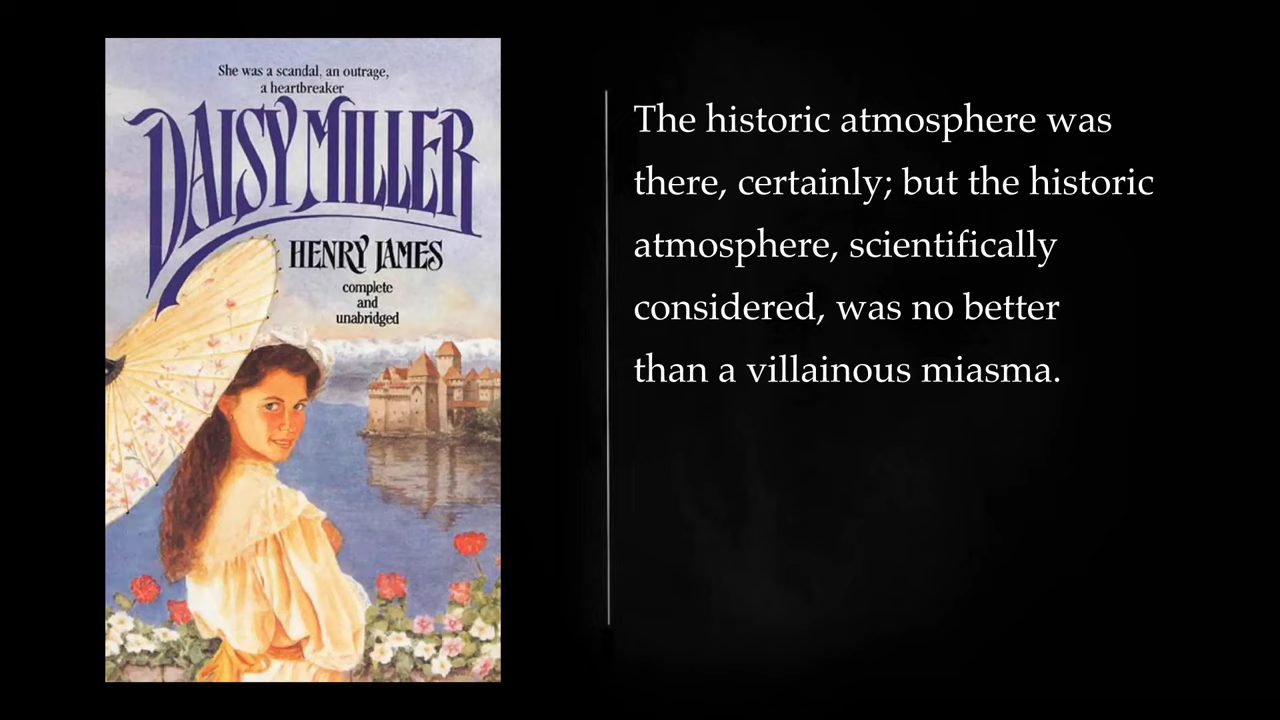 She was a scandal, an outrage,
a heartbreaker
DAISY MILLER
HENRY JAMES
complete
and
unabridged
The historic atmosphere was
there, certainly; but the historic
atmosphere, scientifically
considered, was no better
than a villainous miasma.